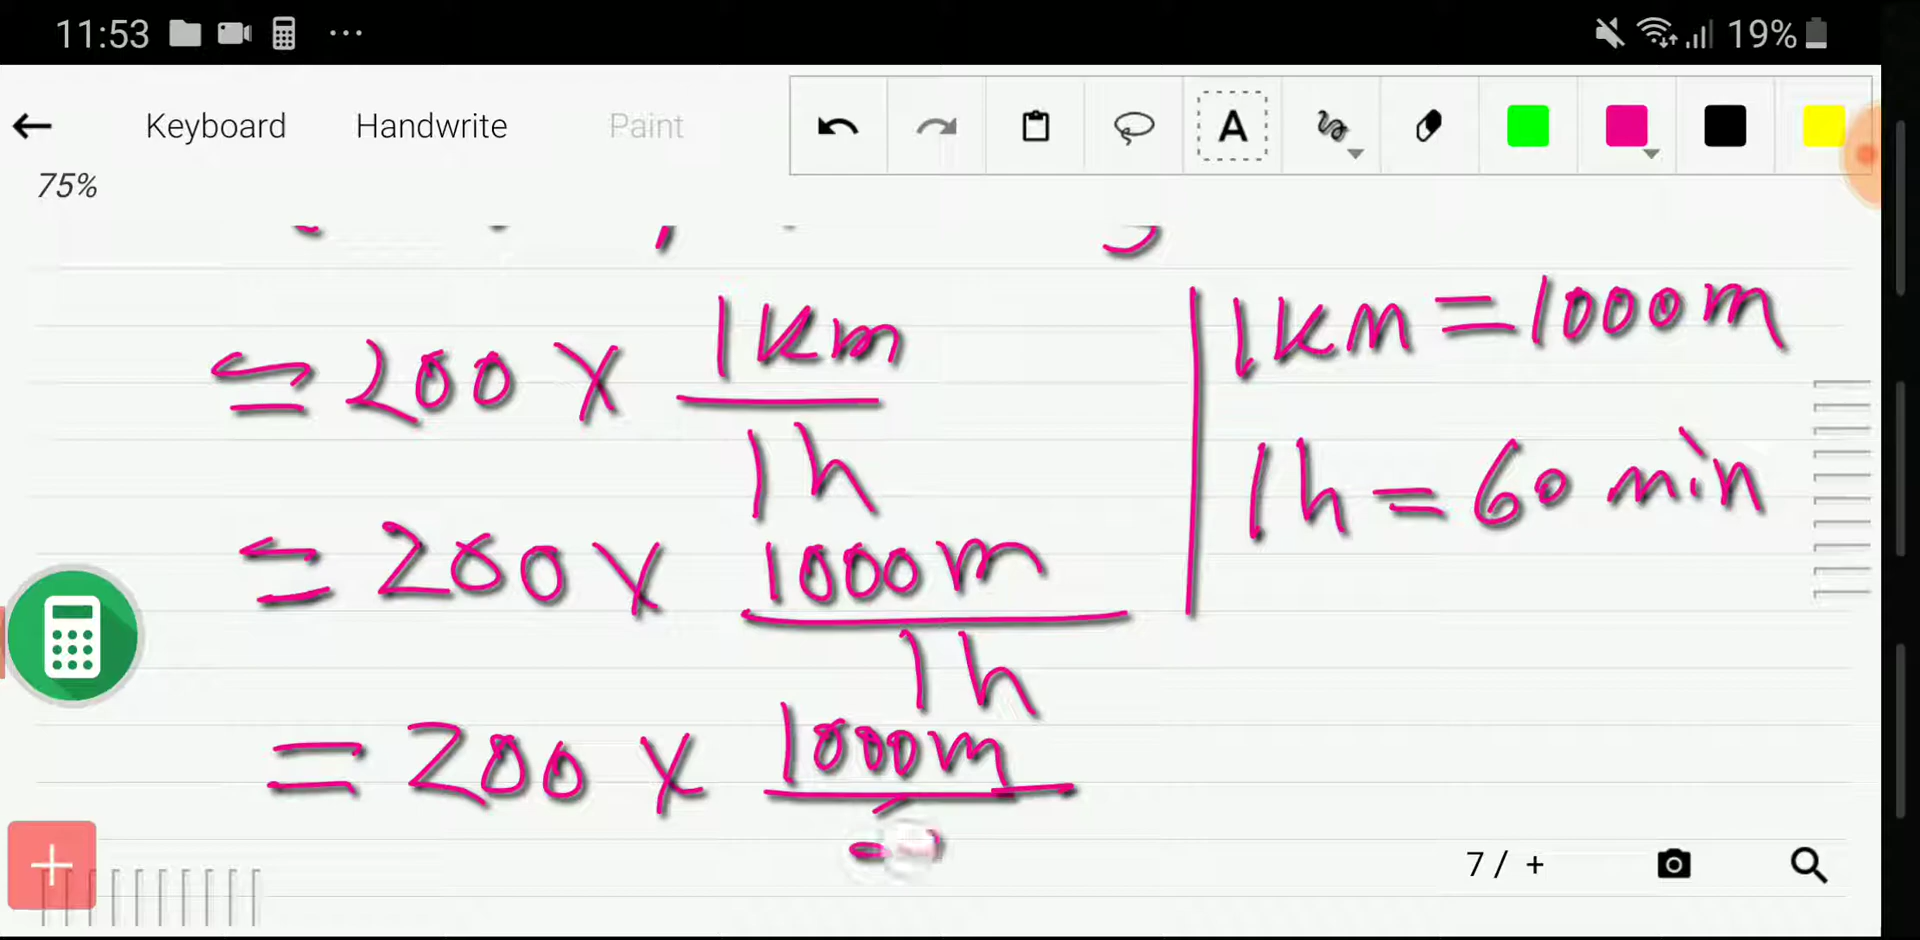 11:53 ... 19%
Keyboard Handwrite Paint A
75%
= 200 x 1km / 1h
1km = 1000m
1h = 60 min
= 200 x 1000m / 1h
= 200 x 1000m
7 / +